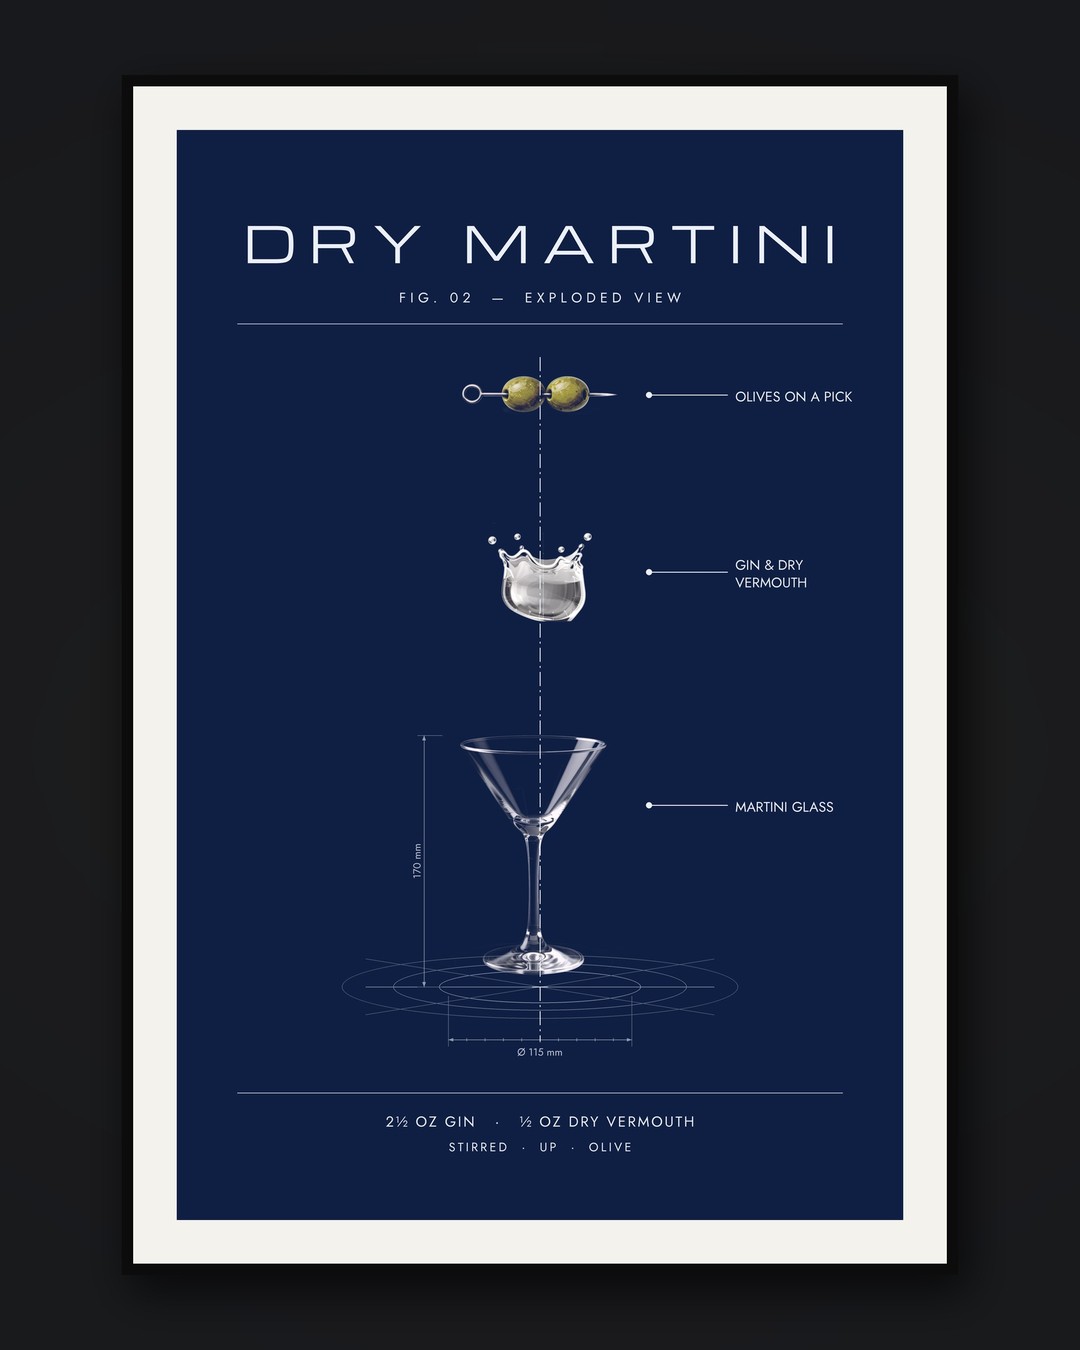 DRY MARTINI
FIG. 02 — EXPLODED VIEW
OLIVES ON A PICK
GIN & DRY
VERMOUTH
MARTINI GLASS
170 mm
Ø 115 mm
2½ OZ GIN · ½ OZ DRY VERMOUTH
STIRRED · UP · OLIVE